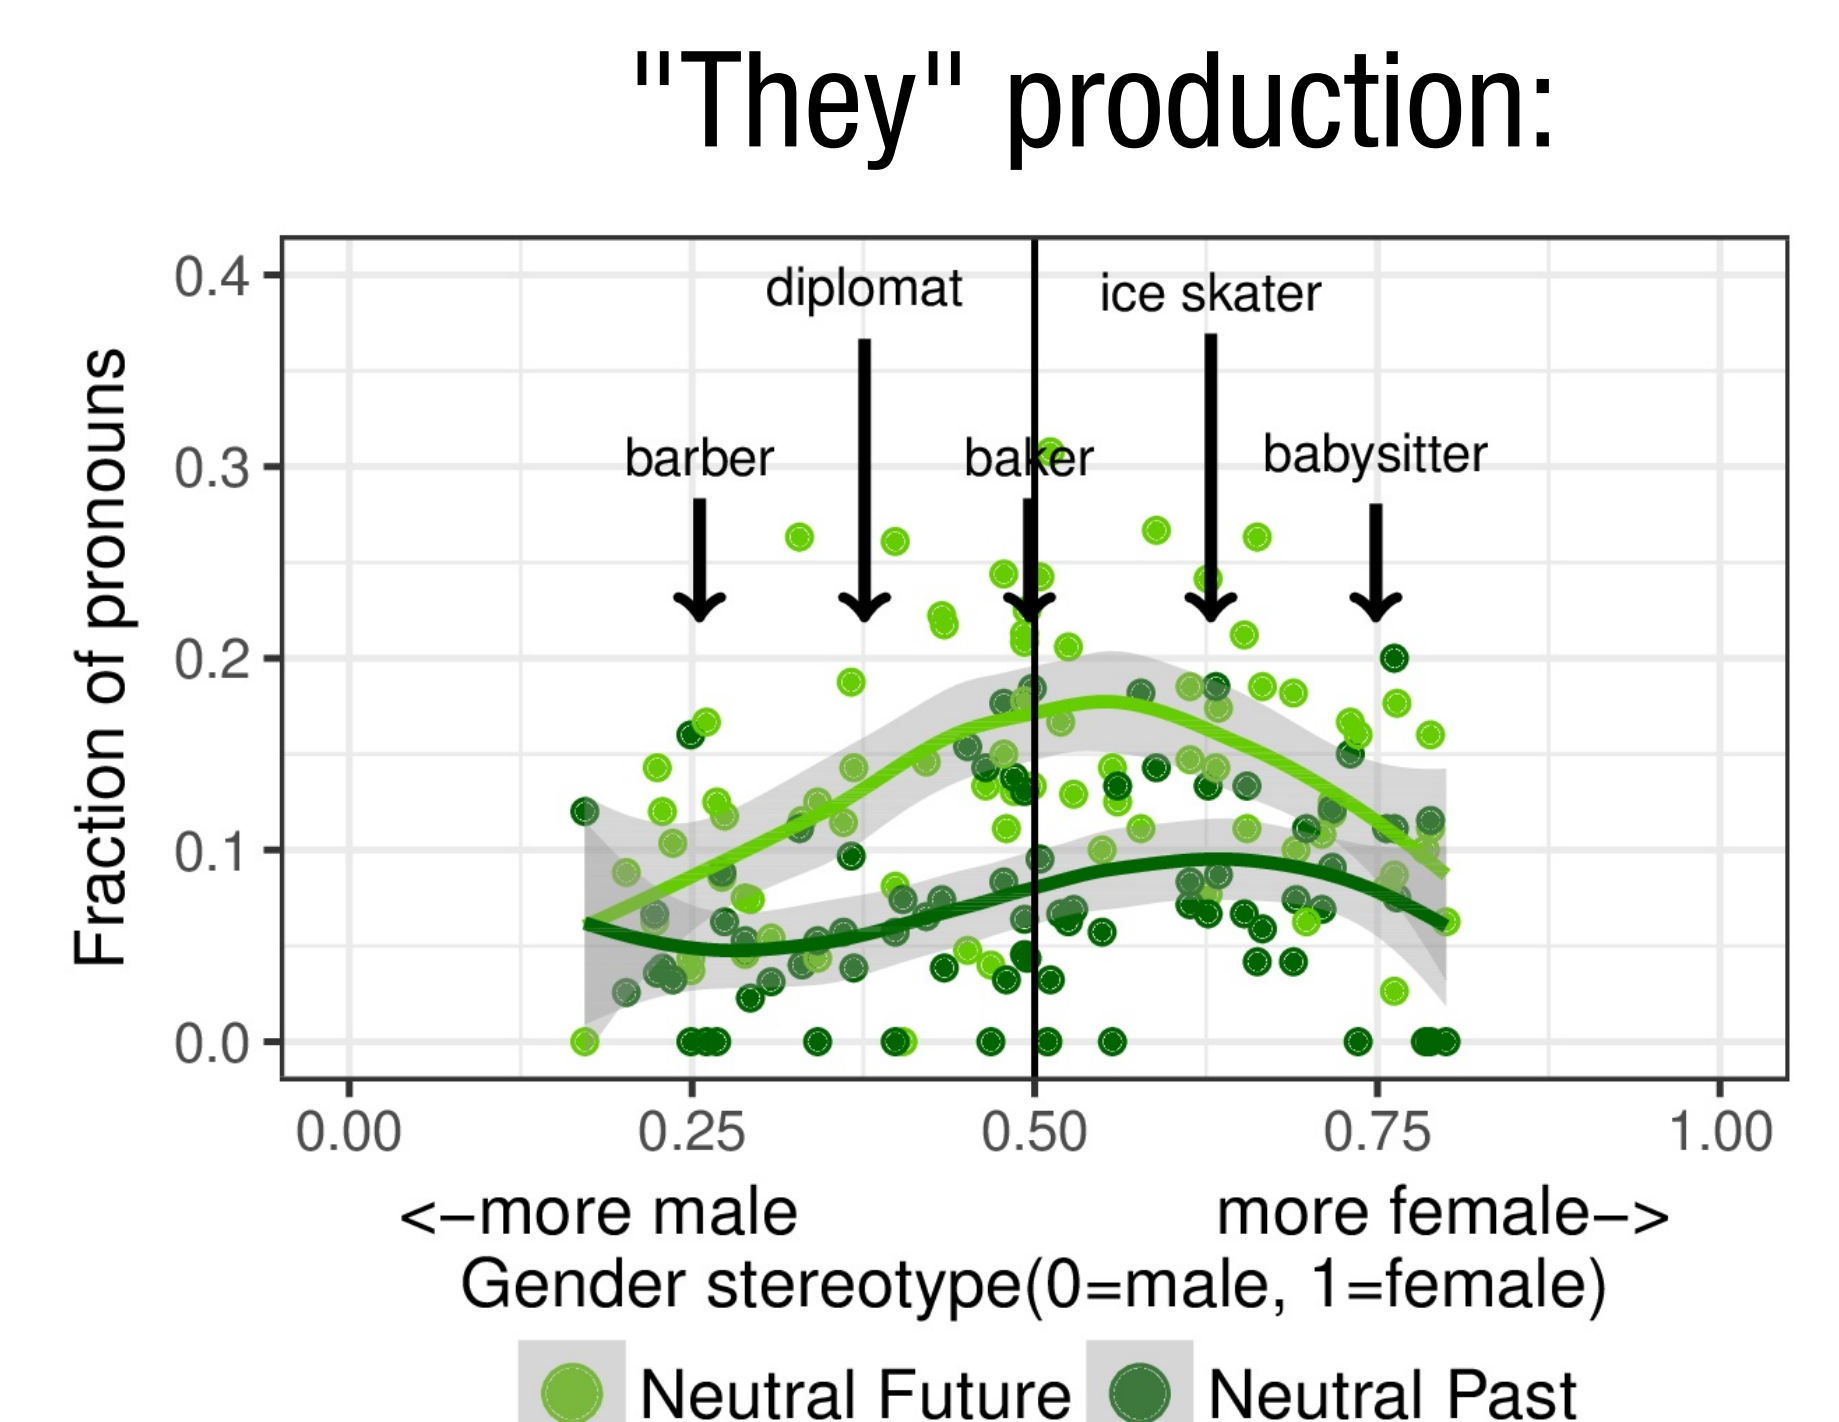 "They" production:
0.4
diplomat
ice skater
0.3
barber
baker
babysitter
0.2
0.1
0.0
Fraction of pronouns
0.00 0.25 0.50 0.75 1.00
<–more male more female–>
Gender stereotype(0=male, 1=female)
Neutral Future Neutral Past